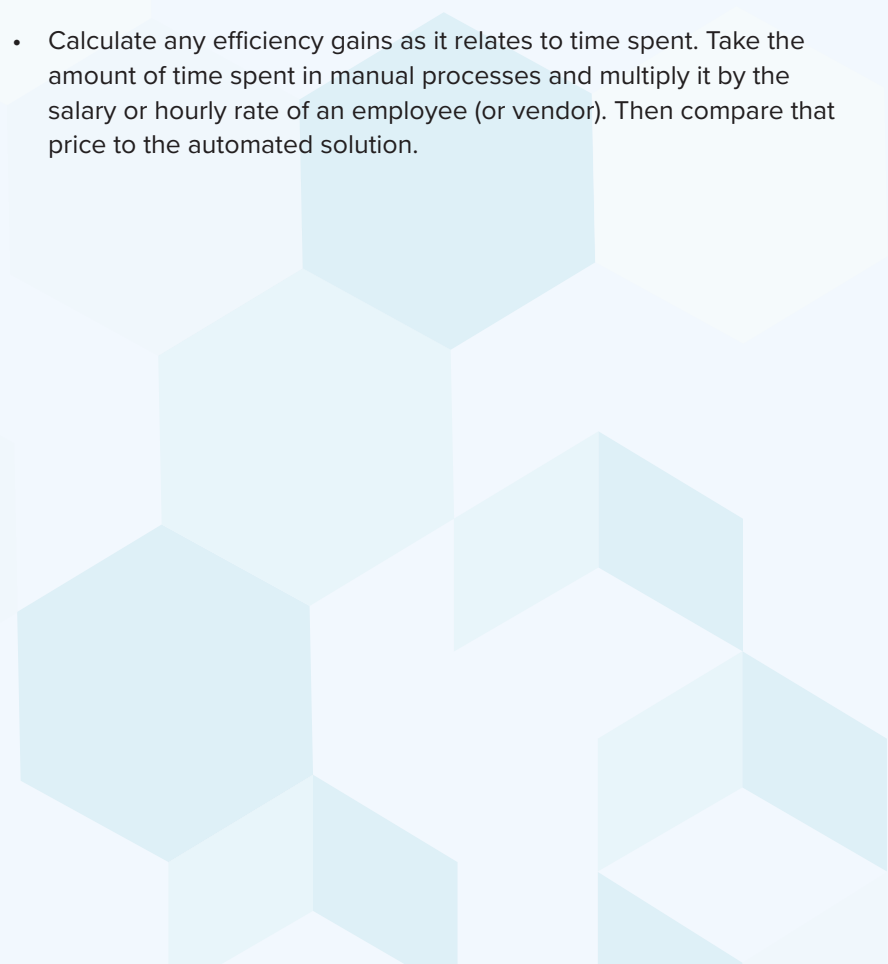 • Calculate any efficiency gains as it relates to time spent. Take the
amount of time spent in manual processes and multiply it by the
salary or hourly rate of an employee (or vendor). Then compare that
price to the automated solution.